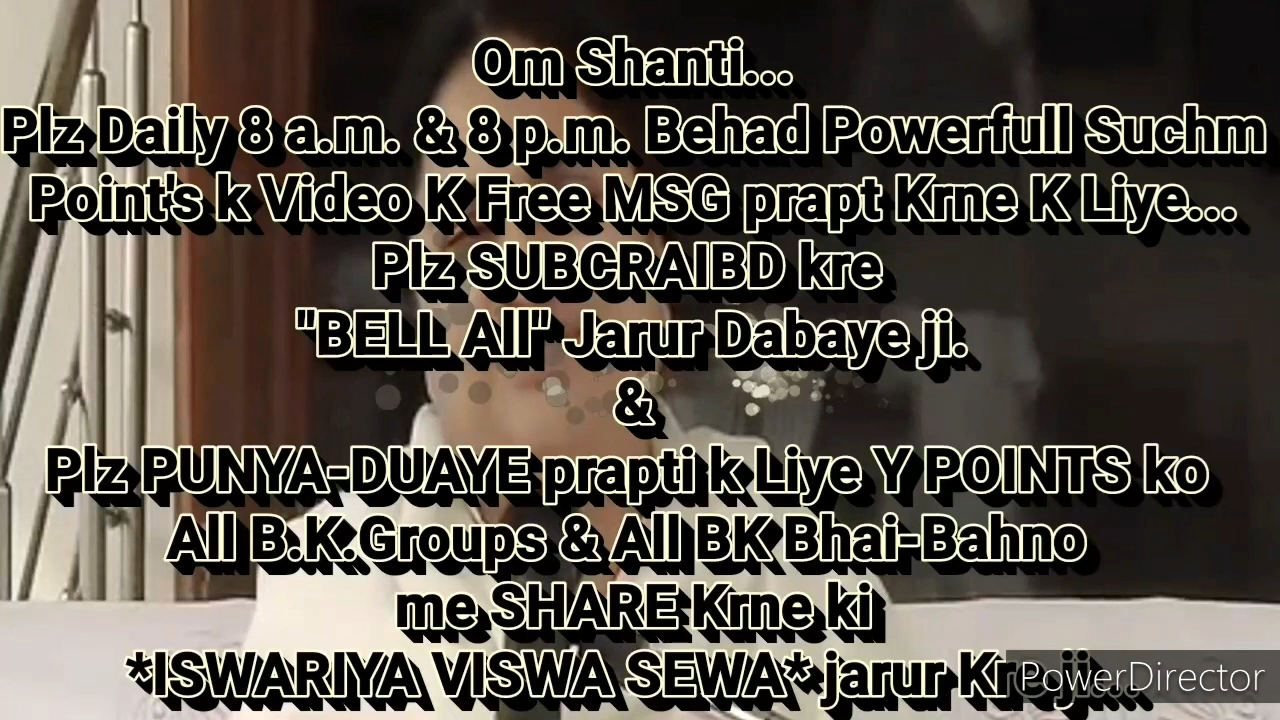 Om Shanti...
Plz Daily 8 a.m. & 8 p.m. Behad Powerfull Suchm
Point's k Video K Free MSG prapt Krne K Liye...
Plz SUBCRAIBD kre
"BELL All" Jarur Dabaye ji.
&
Plz PUNYA-DUAYE prapti k Liye Y POINTS ko
All B.K.Groups & All BK Bhai-Bahno
me SHARE Krne ki
*ISWARIYA VISWA SEWA* jarur Kre ji...
PowerDirector